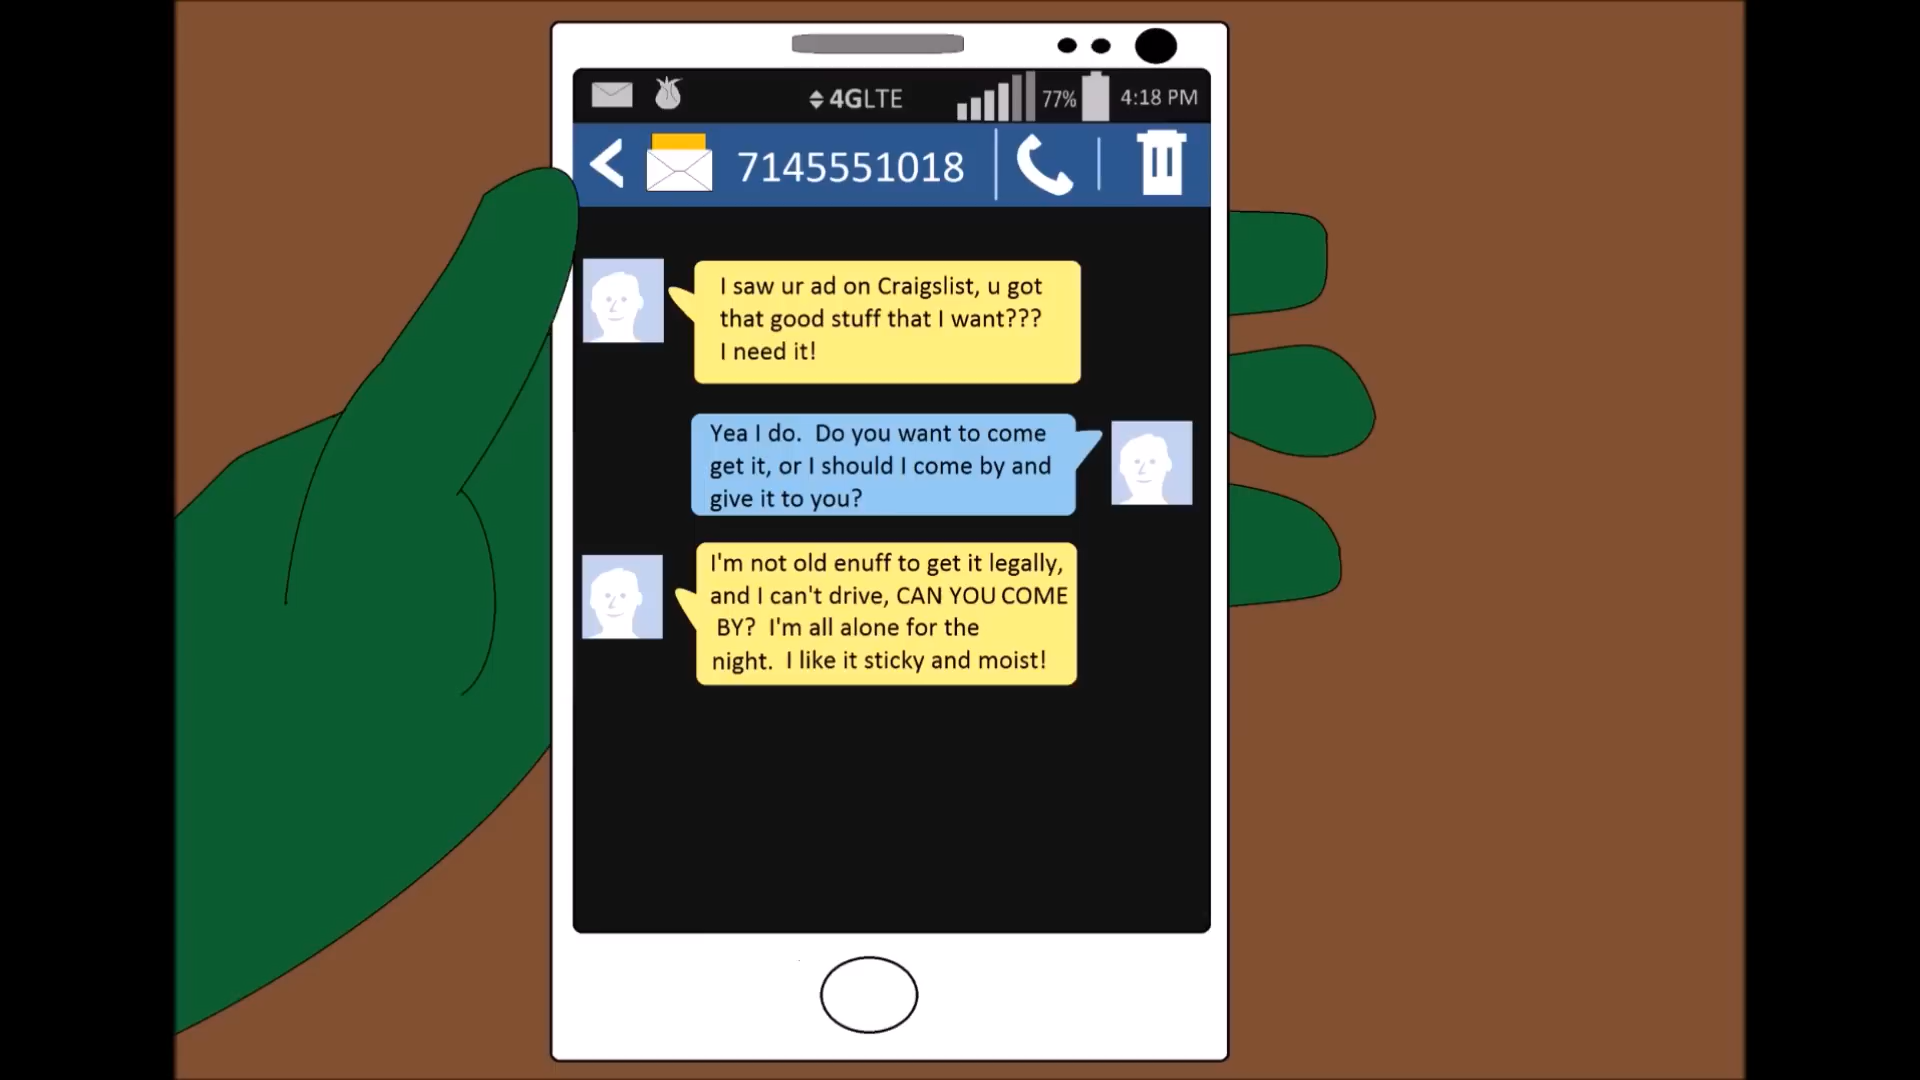 4GLTE 77% 4:18 PM
7145551018
I saw ur ad on Craigslist, u got
that good stuff that I want???
I need it!
Yea I do.  Do you want to come
get it, or I should I come by and
give it to you?
I'm not old enuff to get it legally,
and I can't drive, CAN YOU COME
BY?  I'm all alone for the
night.  I like it sticky and moist!